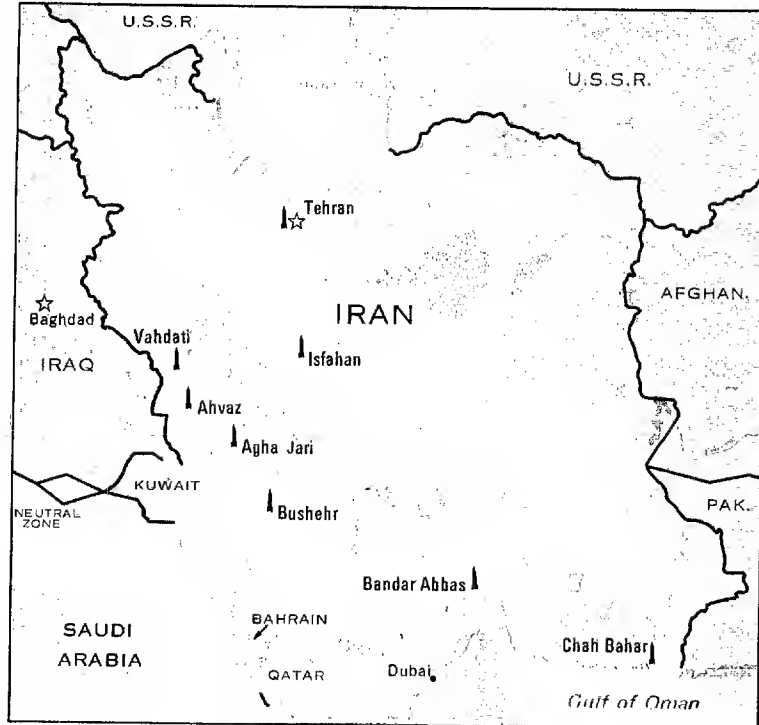 U.S.S.R.
U.S.S.R.
Tehran
AFGHAN.
Baghdad
IRAN
Vahdati
IRAQ
Isfahan
Ahvaz
Agha Jari
KUWAIT
NEUTRAL
ZONE
Bushehr
PAK.
Bandar Abbas
BAHRAIN
SAUDI
ARABIA
Chah Bahar
QATAR
Dubai
Gulf of Oman